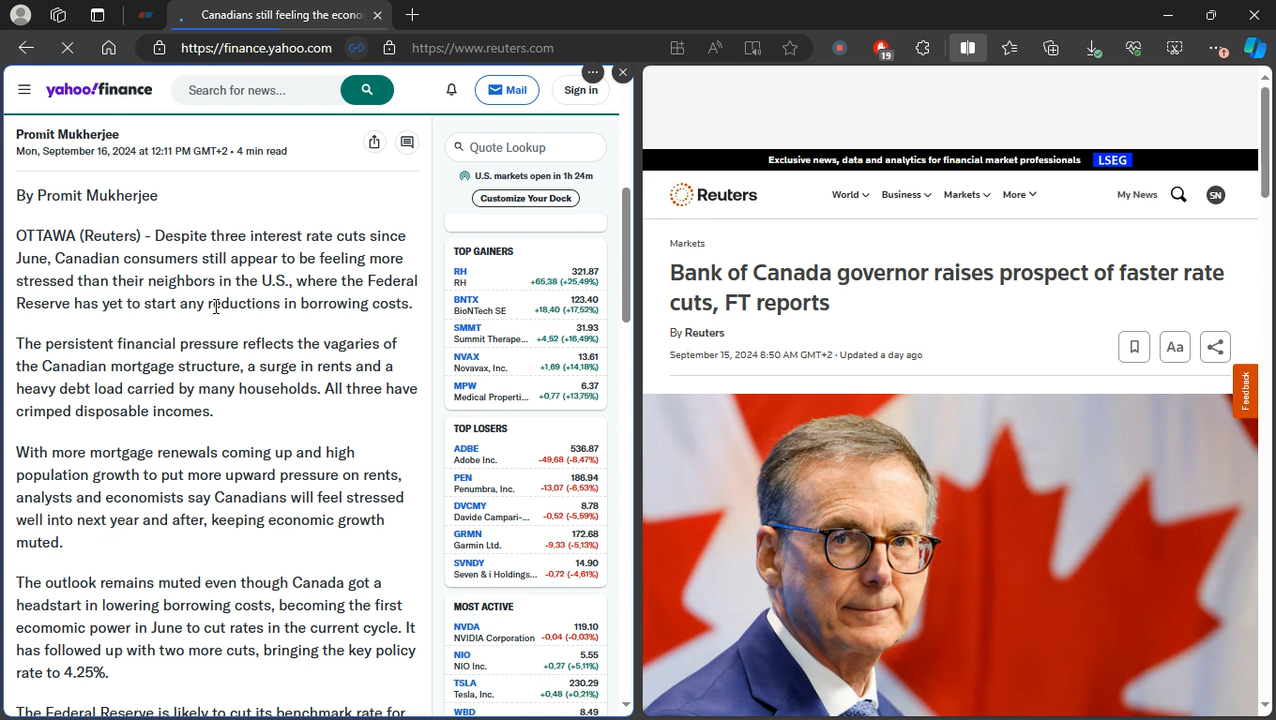 Canadians still feeling the econo
https://finance.yahoo.com
https://www.reuters.com
19
yahoo!finance
Search for news...
Mail
Sign in
Promit Mukherjee
Mon, September 16, 2024 at 12:11 PM GMT+2 • 4 min read
By Promit Mukherjee
OTTAWA (Reuters) - Despite three interest rate cuts since
June, Canadian consumers still appear to be feeling more
stressed than their neighbors in the U.S., where the Federal
Reserve has yet to start any reductions in borrowing costs.
The persistent financial pressure reflects the vagaries of
the Canadian mortgage structure, a surge in rents and a
heavy debt load carried by many households. All three have
crimped disposable incomes.
With more mortgage renewals coming up and high
population growth to put more upward pressure on rents,
analysts and economists say Canadians will feel stressed
well into next year and after, keeping economic growth
muted.
The outlook remains muted even though Canada got a
headstart in lowering borrowing costs, becoming the first
ecomomic power in June to cut rates in the current cycle. It
has followed up with two more cuts, bringing the key policy
rate to 4.25%.
The Federal Reserve is likely to cut its benchmark rate for
Quote Lookup
U.S. markets open in 1h 24m
Customize Your Dock
TOP GAINERS
RH 321.87
RH +65,38 (+25,49%)
BNTX 123.40
BioNTech SE +18,40 (+17,52%)
SMMT 31.93
Summit Therape... +4,52 (+16,49%)
NVAX 13.61
Novavax, Inc. +1,69 (+14,18%)
MPW 6.37
Medical Properti... +0,77 (+13,75%)
TOP LOSERS
ADBE 536.87
Adobe Inc. -49,68 (-8,47%)
PEN 186.94
Penumbra, Inc. -13,07 (-6,53%)
DVCMY 8.78
Davide Campari-... -0,52 (-5,59%)
GRMN 172.68
Garmin Ltd. -9,33 (-5,13%)
SVNDY 14.90
Seven & i Holdings... -0,72 (-4,61%)
MOST ACTIVE
NVDA 119.10
NVIDIA Corporation -0,04 (-0,03%)
NIO 5.55
NIO Inc. +0,27 (+5,11%)
TSLA 230.29
Tesla, Inc. +0,48 (+0,21%)
WBD 8.49
Exclusive news, data and analytics for financial market professionals LSEG
Reuters
World
Business
Markets
More
My News
SN
Markets
Bank of Canada governor raises prospect of faster rate
cuts, FT reports
By Reuters
September 15, 2024 8:50 AM GMT+2 · Updated a day ago
Aa
Feedback